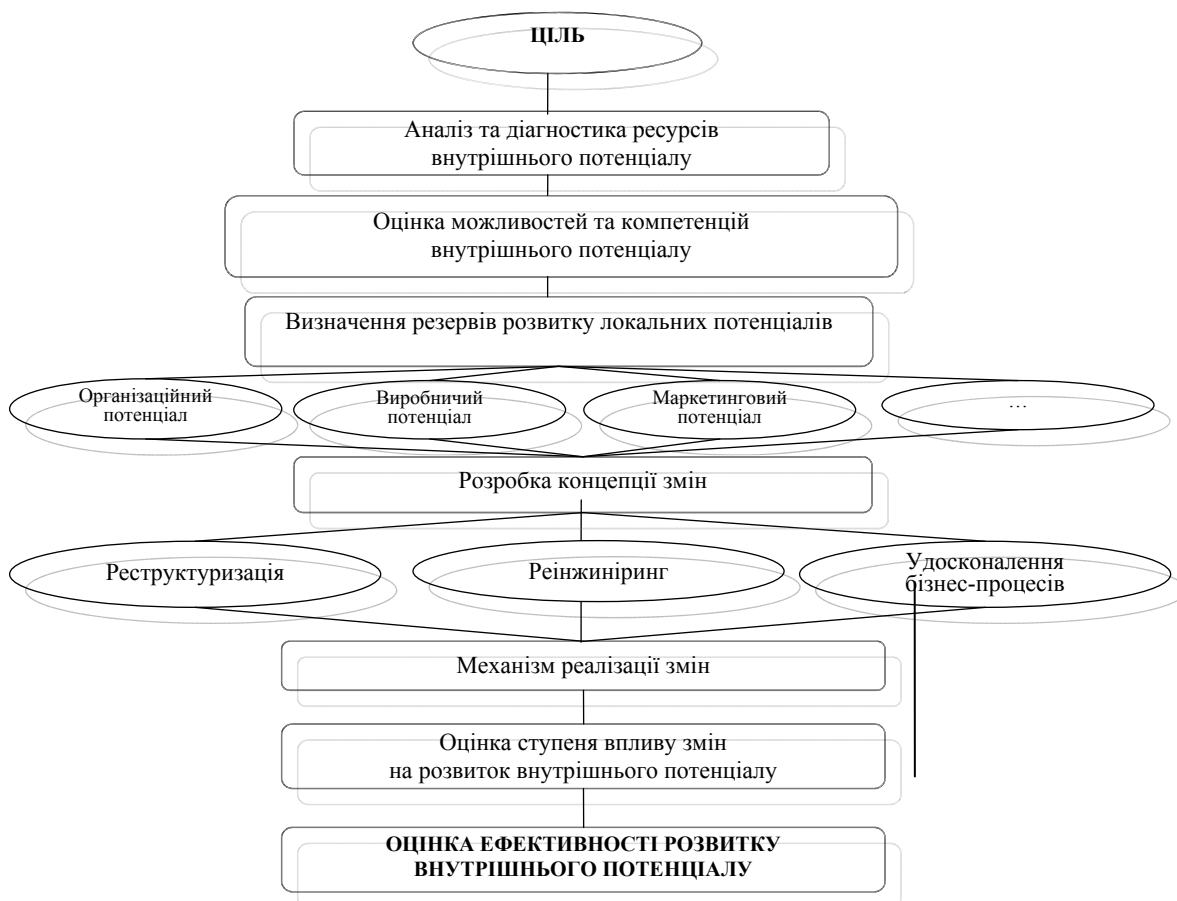 ЦІЛЬ
Аналіз та діагностика ресурсів
внутрішнього потенціалу
Оцінка можливостей та компетенцій
внутрішнього потенціалу
Визначення резервів розвитку локальних потенціалів
Організаційний
потенціал
Виробничий
потенціал
Маркетинговий
потенціал
…
Розробка концепції змін
Реструктуризація
Реінжиніринг
Удосконалення
бізнес-процесів
Механізм реалізації змін
Оцінка ступеня впливу змін
на розвиток внутрішнього потенціалу
ОЦІНКА ЕФЕКТИВНОСТІ РОЗВИТКУ
ВНУТРІШНЬОГО ПОТЕНЦІАЛУ